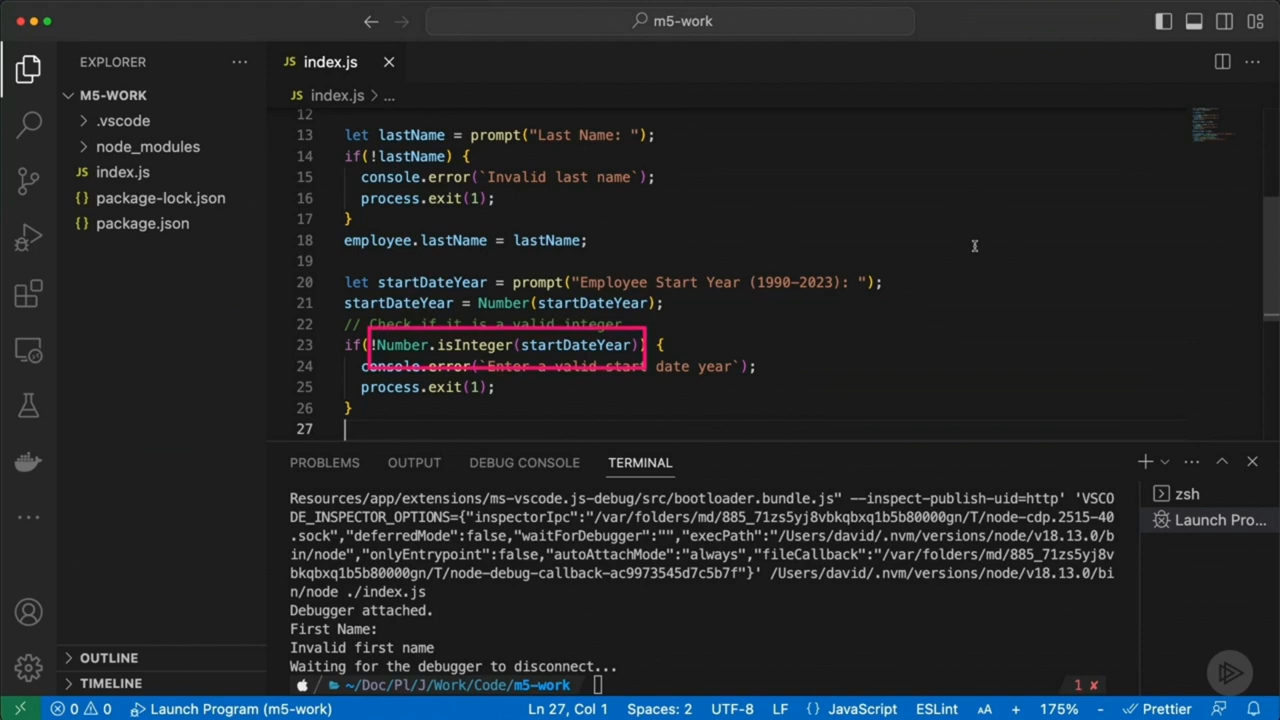 m5-work
EXPLORER
JS index.js
M5-WORK
JS index.js > ...
.vscode
node_modules
JS index.js
{} package-lock.json
{} package.json
12
13 let lastName = prompt("Last Name: ");
14 if(!lastName) {
15 console.error(`Invalid last name`);
16 process.exit(1);
17 }
18 employee.lastName = lastName;
19
20 let startDateYear = prompt("Employee Start Year (1990-2023): ");
21 startDateYear = Number(startDateYear);
22 // Check if it is a valid integer
23 if(!Number.isInteger(startDateYear)) {
24 console.error(`Enter a valid start date year`);
25 process.exit(1);
26 }
27
PROBLEMS OUTPUT DEBUG CONSOLE TERMINAL
Resources/app/extensions/ms-vscode.js-debug/src/bootloader.bundle.js" --inspect-publish-uid=http' 'VSC
ODE_INSPECTOR_OPTIONS={"inspectorIpc":"/var/folders/md/885_71zs5yj8vbkqbxq1b5b80000gn/T/node-cdp.2515-40
.sock","deferredMode":false,"waitForDebugger":"","execPath":"/Users/david/.nvm/versions/node/v18.13.0/b
in/node","onlyEntrypoint":false,"autoAttachMode":"always","fileCallback":"/var/folders/md/885_71zs5yj8v
bkqbxq1b5b80000gn/T/node-debug-callback-ac9973545d7c5b7f"}' /Users/david/.nvm/versions/node/v18.13.0/bi
n/node ./index.js
Debugger attached.
First Name:
Invalid first name
Waiting for the debugger to disconnect...
~/Doc/Pl/J/Work/Code/m5-work
1 ✘
zsh
Launch Pro...
OUTLINE
TIMELINE
0 0 Launch Program (m5-work) Ln 27, Col 1 Spaces: 2 UTF-8 LF {} JavaScript ESLint AA + 175% - Prettier